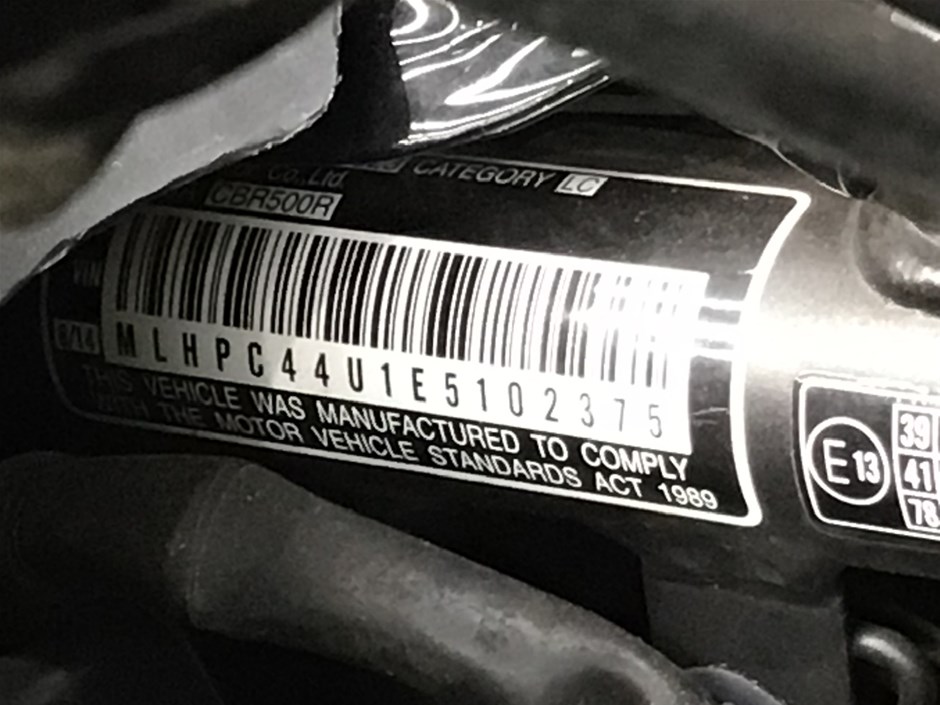 Co.,Ltd. CATEGORY LC
CBR500R
VIN
8/14
MLHPC44U1E5102375
THIS VEHICLE WAS MANUFACTURED TO COMPLY
WITH THE MOTOR VEHICLE STANDARDS ACT 1989
E13
39
41
78